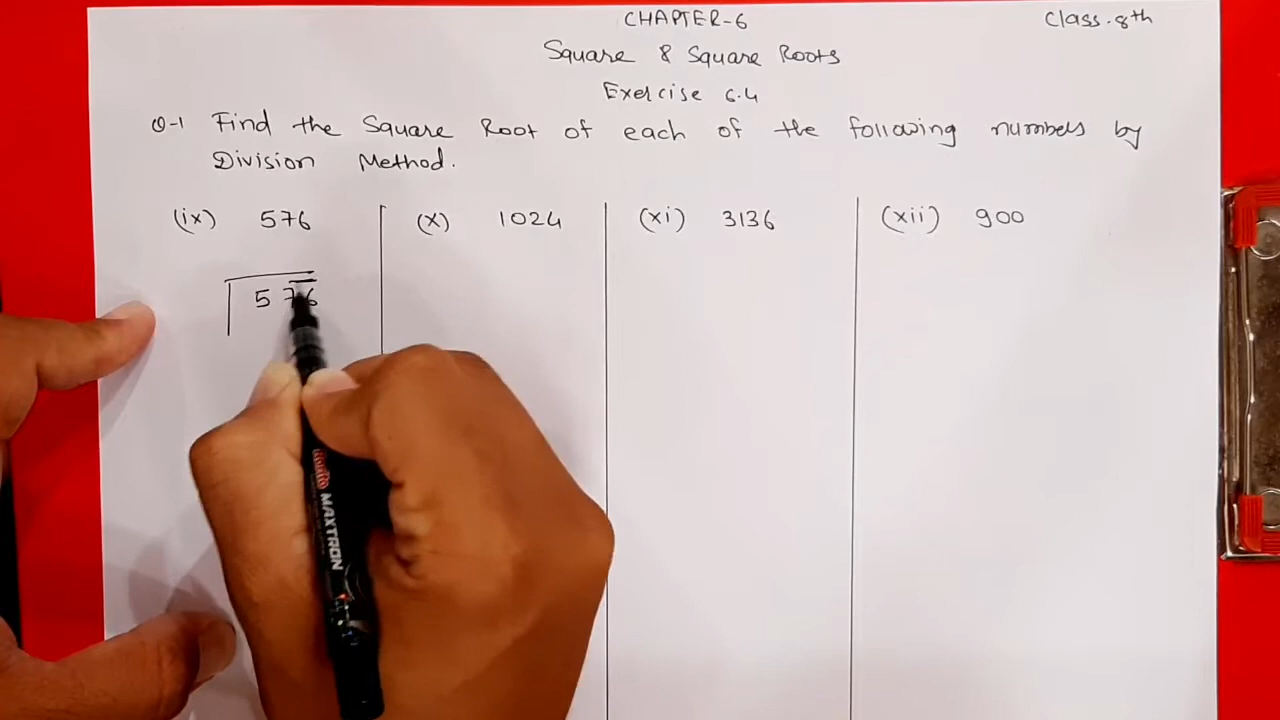 CHAPTER-6 Class.8th
Square & Square Roots
Exercise 6.4
Q-1 Find the Square Root of each of the following numbers by
Division Method.
(ix) 576 (x) 1024 (xi) 3136 (xii) 900
576
MAXTRON